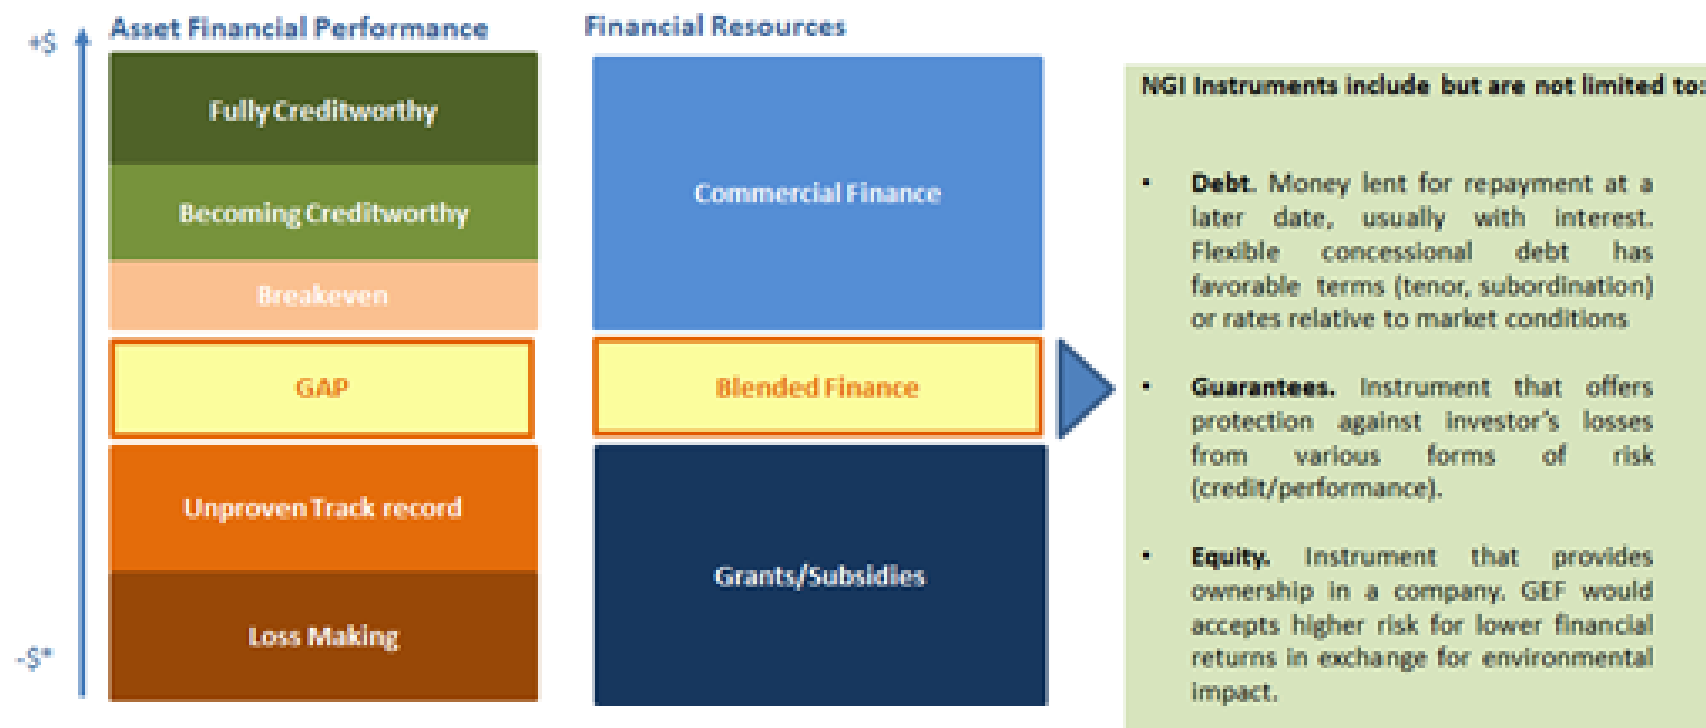 Asset Financial Performance
Financial Resources
+$
Fully Creditworthy
Becoming Creditworthy
Breakeven
GAP
Unproven Track record
Loss Making
-$*
Commercial Finance
Blended Finance
Grants/Subsidies
NGI Instruments include but are not limited to:
• Debt. Money lent for repayment at a
later date, usually with interest.
Flexible concessional debt has
favorable terms (tenor, subordination)
or rates relative to market conditions
• Guarantees. Instrument that offers
protection against investor's losses
from various forms of risk
(credit/performance).
• Equity. Instrument that provides
ownership in a company. GEF would
accepts higher risk for lower financial
returns in exchange for environmental
impact.